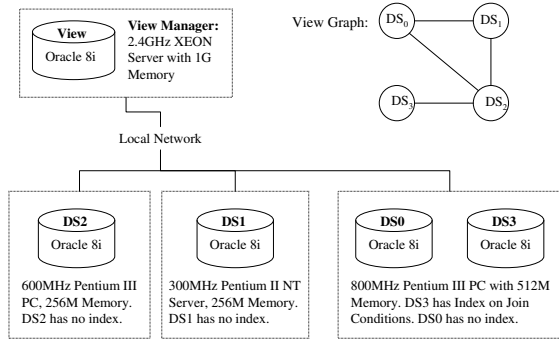 View
Oracle 8i
View Manager:
2.4GHz XEON
Server with 1G
Memory
View Graph:
DS0
DS1
DS3
DS2
Local Network
DS2
Oracle 8i
600MHz Pentium III
PC, 256M Memory.
DS2 has no index.
DS1
Oracle 8i
300MHz Pentium II NT
Server, 256M Memory.
DS1 has no index.
DS0
Oracle 8i
DS3
Oracle 8i
800MHz Pentium III PC with 512M
Memory. DS3 has Index on Join
Conditions. DS0 has no index.